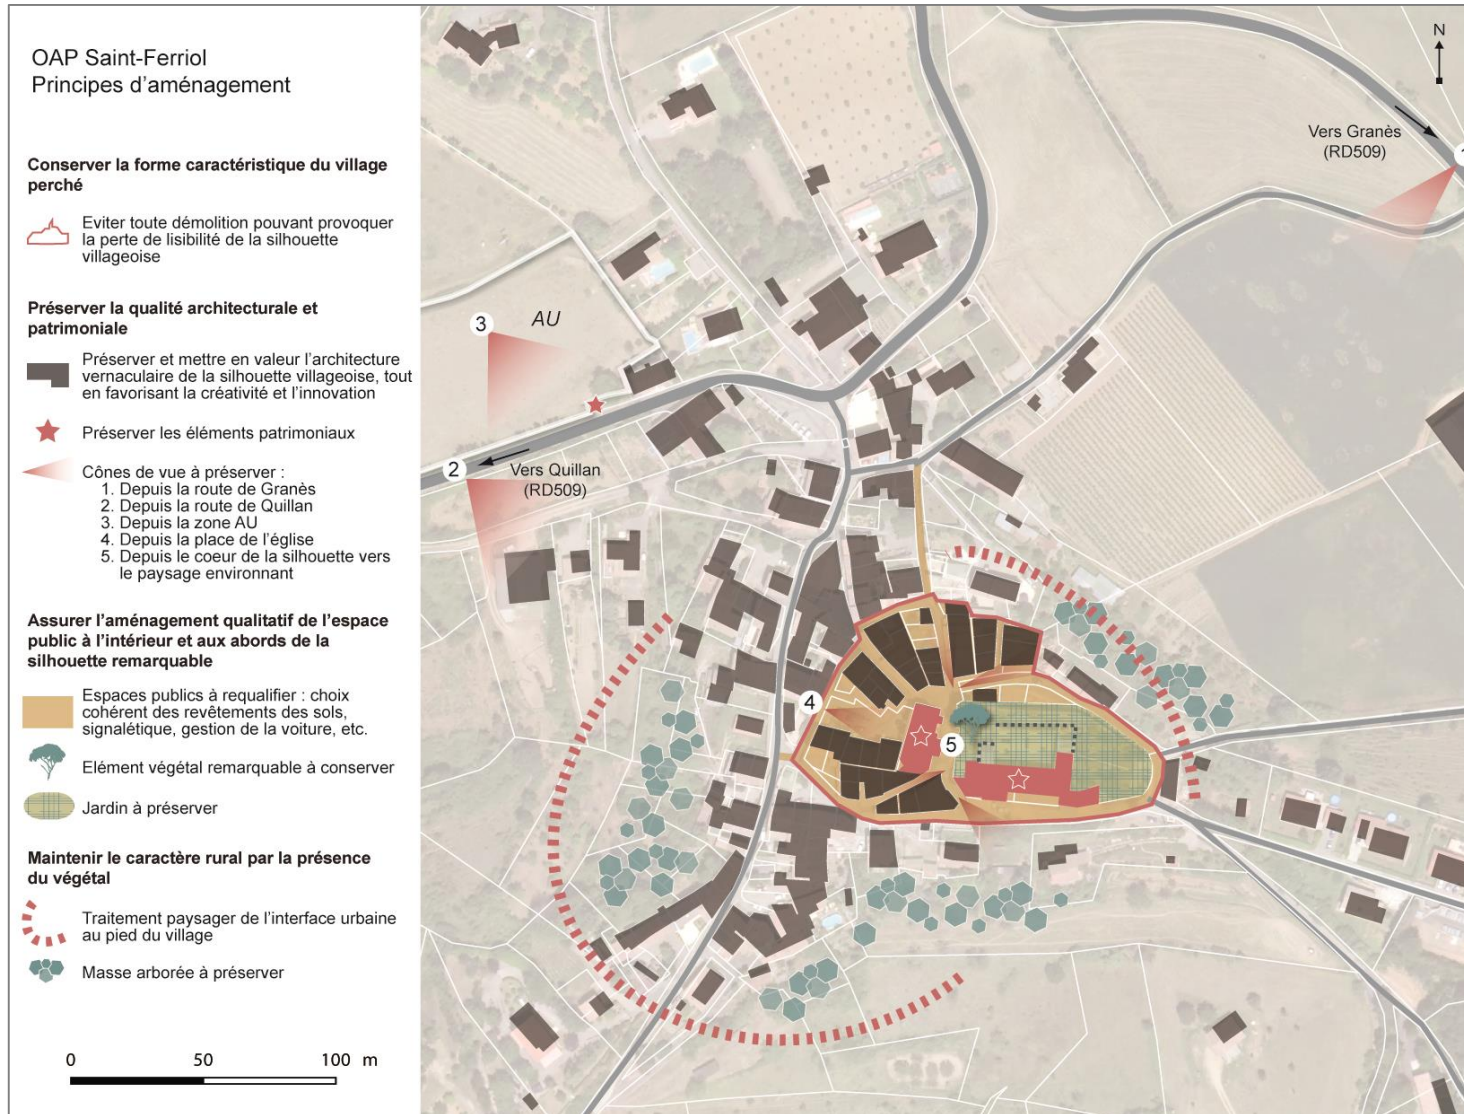 OAP Saint-Ferriol
Principes d'aménagement
Conserver la forme caractéristique du village
perché
Eviter toute démolition pouvant provoquer
la perte de lisibilité de la silhouette
villageoise
Préserver la qualité architecturale et
patrimoniale
Préserver et mettre en valeur l'architecture
vernaculaire de la silhouette villageoise, tout
en favorisant la créativité et l'innovation
Préserver les éléments patrimoniaux
Cônes de vue à préserver :
1. Depuis la route de Granès
2. Depuis la route de Quillan
3. Depuis la zone AU
4. Depuis la place de l'église
5. Depuis le coeur de la silhouette vers
le paysage environnant
Assurer l'aménagement qualitatif de l'espace
public à l'intérieur et aux abords de la
silhouette remarquable
Espaces publics à requalifier : choix
cohérent des revêtements des sols,
signalétique, gestion de la voiture, etc.
Elément végétal remarquable à conserver
Jardin à préserver
Maintenir le caractère rural par la présence
du végétal
Traitement paysager de l'interface urbaine
au pied du village
Masse arborée à préserver
0 50 100 m
N
Vers Granès
(RD509)
1
3
AU
2
Vers Quillan
(RD509)
4
5